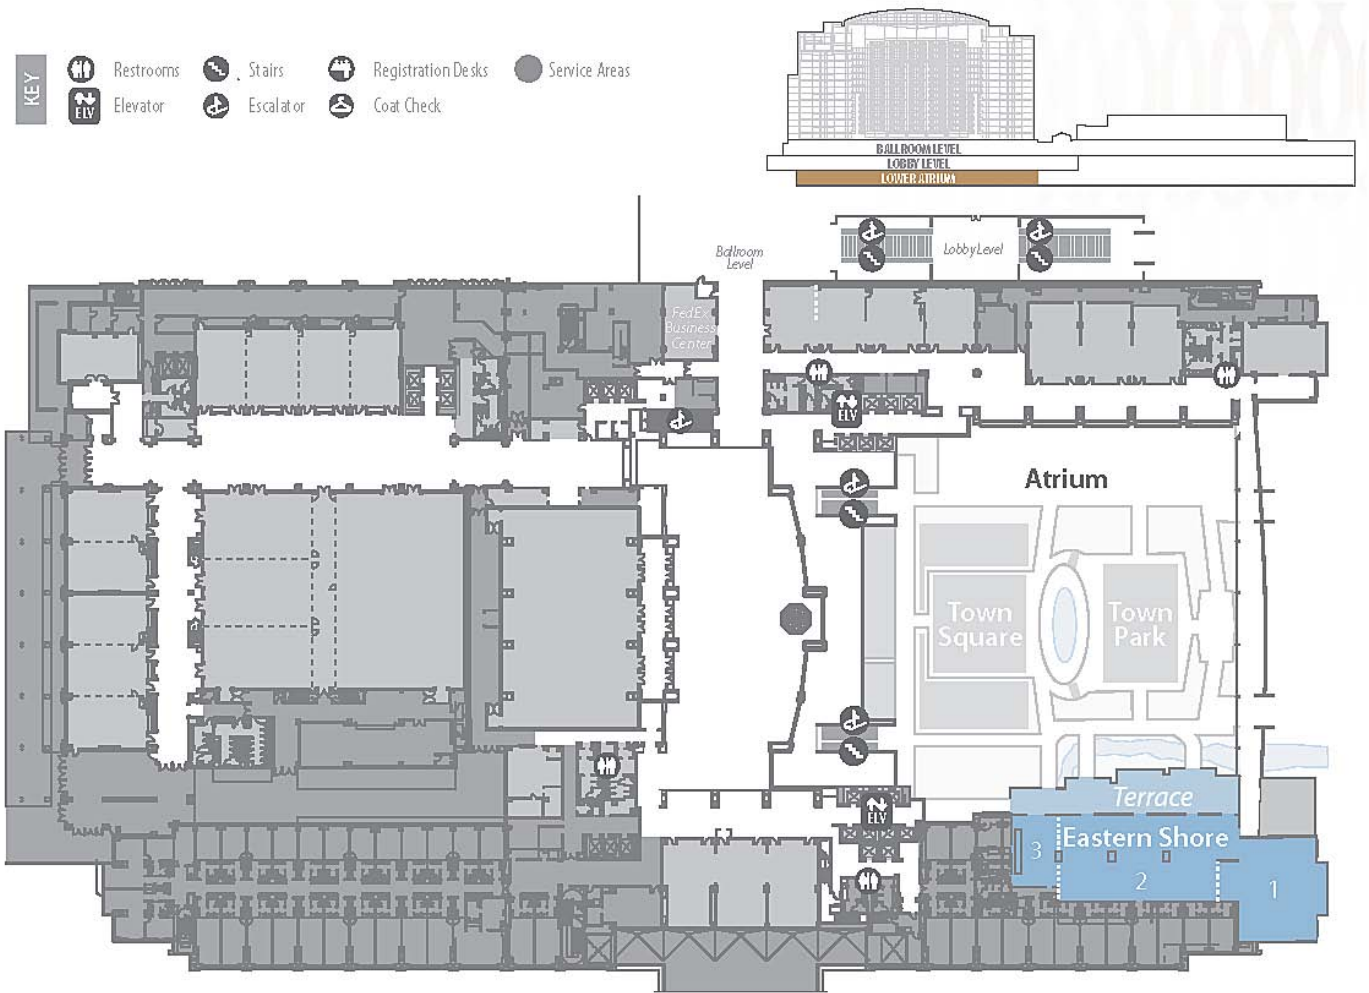 KEY
Restrooms
Stairs
Registration Desks
Service Areas
ELV
Elevator
Escalator
Coat Check
BALLROOM LEVEL
LOBBY LEVEL
LOWER ATRIUM
Ballroom
Level
Lobby Level
FedEx
Business
Center
ELV
Atrium
Town
Square
Town
Park
Terrace
ELV
Eastern Shore
3
2
1